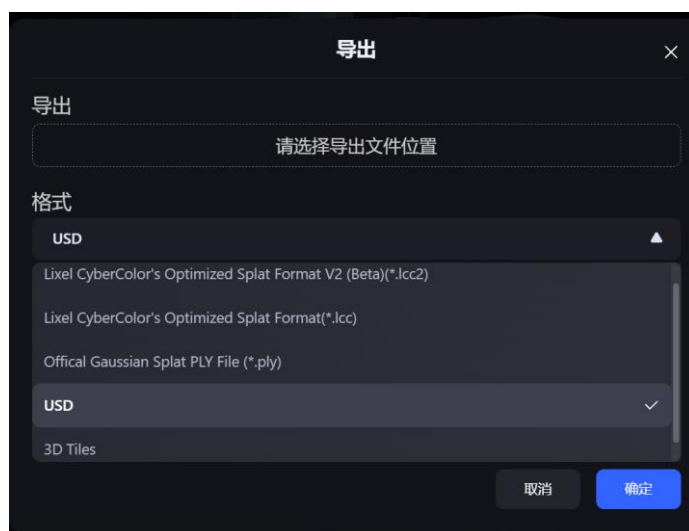 导出
导出
请选择导出文件位置
格式
USD
Lixel CyberColor's Optimized Splat Format V2 (Beta)(*.lcc2)
Lixel CyberColor's Optimized Splat Format(*.lcc)
Offical Gaussian Splat PLY File (*.ply)
USD
3D Tiles
取消
确定